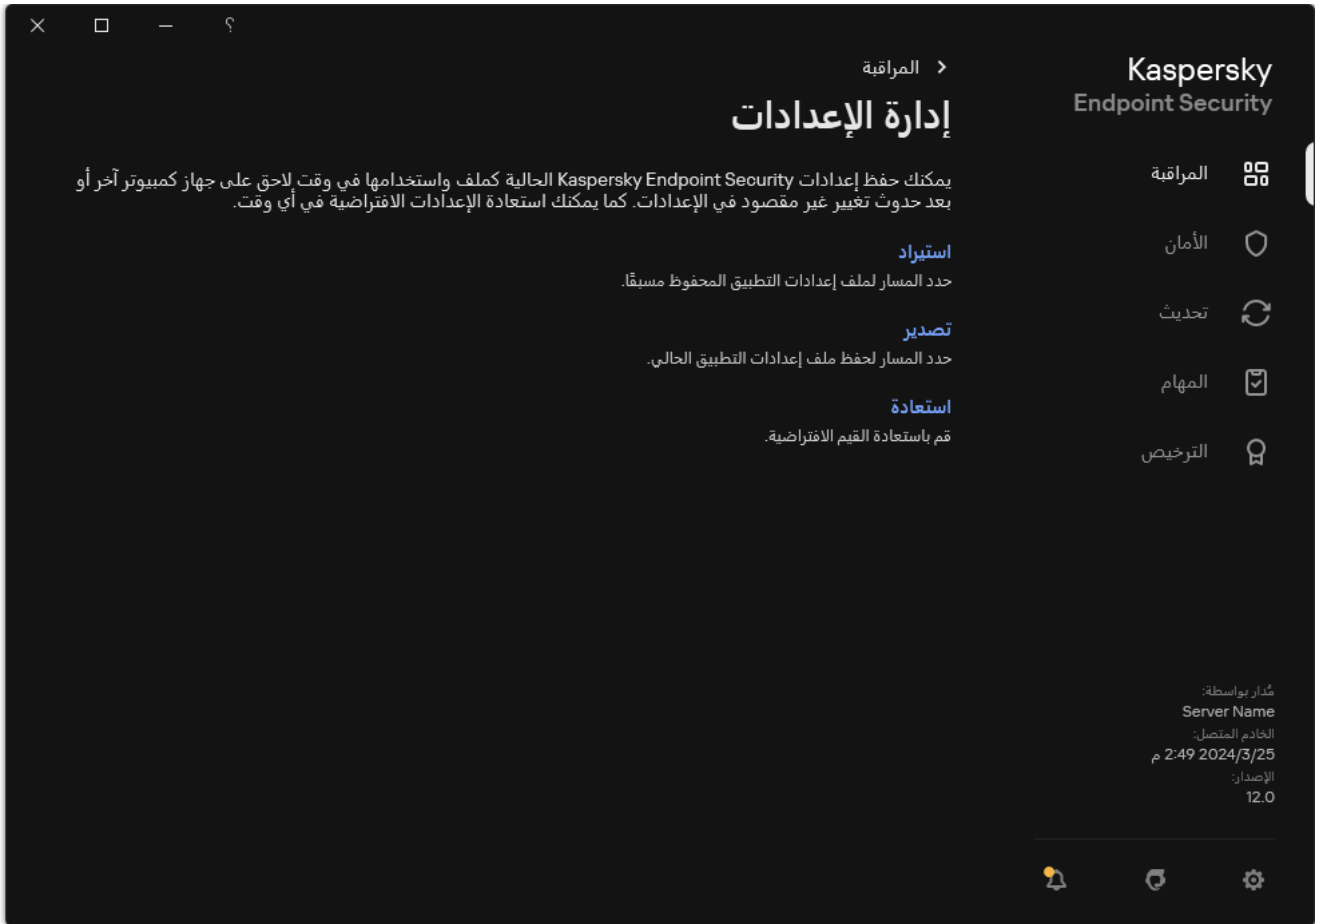 ؟
Kaspersky
Endpoint Security
المراقبة
الأمان
تحديث
المهام
الترخيص
مُدار بواسطة:
Server Name
الخادم المتصل:
2024/3/25 2:49 م
الإصدار:
12.0
المراقبة
إدارة الإعدادات
يمكنك حفظ إعدادات Kaspersky Endpoint Security الحالية كملف واستخدامها في وقت لاحق على جهاز كمبيوتر آخر أو
بعد حدوث تغيير غير مقصود في الإعدادات. كما يمكنك استعادة الإعدادات الافتراضية في أي وقت.
استيراد
حدد المسار لملف إعدادات التطبيق المحفوظ مسبقًا.
تصدير
حدد المسار لحفظ ملف إعدادات التطبيق الحالي.
استعادة
قم باستعادة القيم الافتراضية.